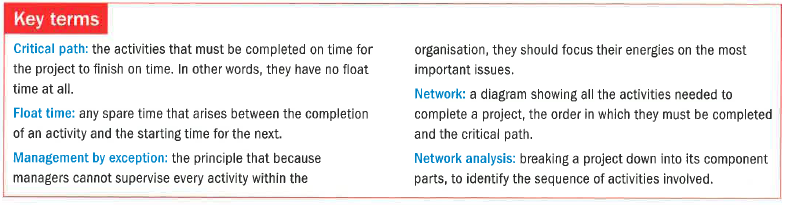 Key terms
Critical path: the activities that must be completed on time for
the project to finish on time. In other words, they have no float
time at all.
Float time: any spare time that arises between the completion
of an activity and the starting time for the next.
Management by exception: the principle that because
managers cannot supervise every activity within the
organisation, they should focus their energies on the most
important issues.
Network: a diagram showing all the activities needed to
complete a project, the order in which they must be completed
and the critical path.
Network analysis: breaking a project down into its component
parts, to identify the sequence of activities involved.